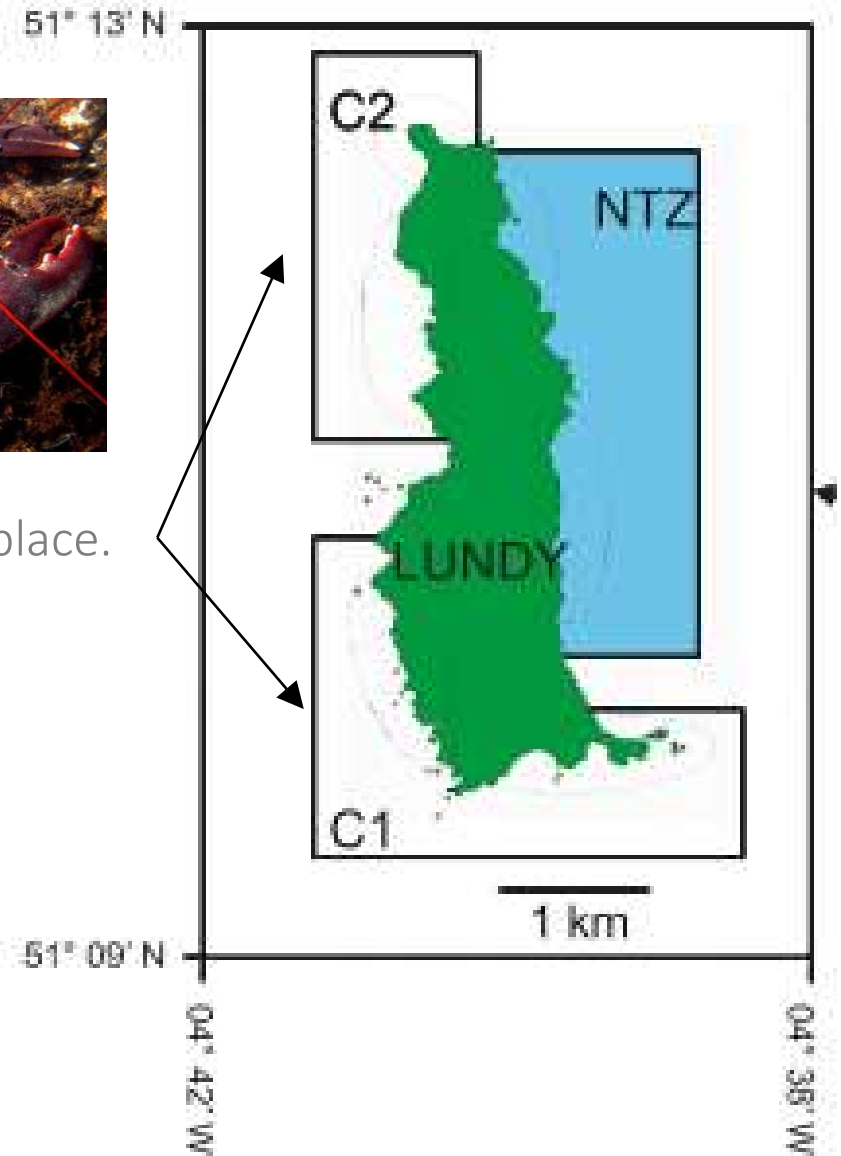 51° 13' N
C2
NTZ
place.
LUNDY
C1
1 km
51° 09' N
04° 42' W
04° 38' W